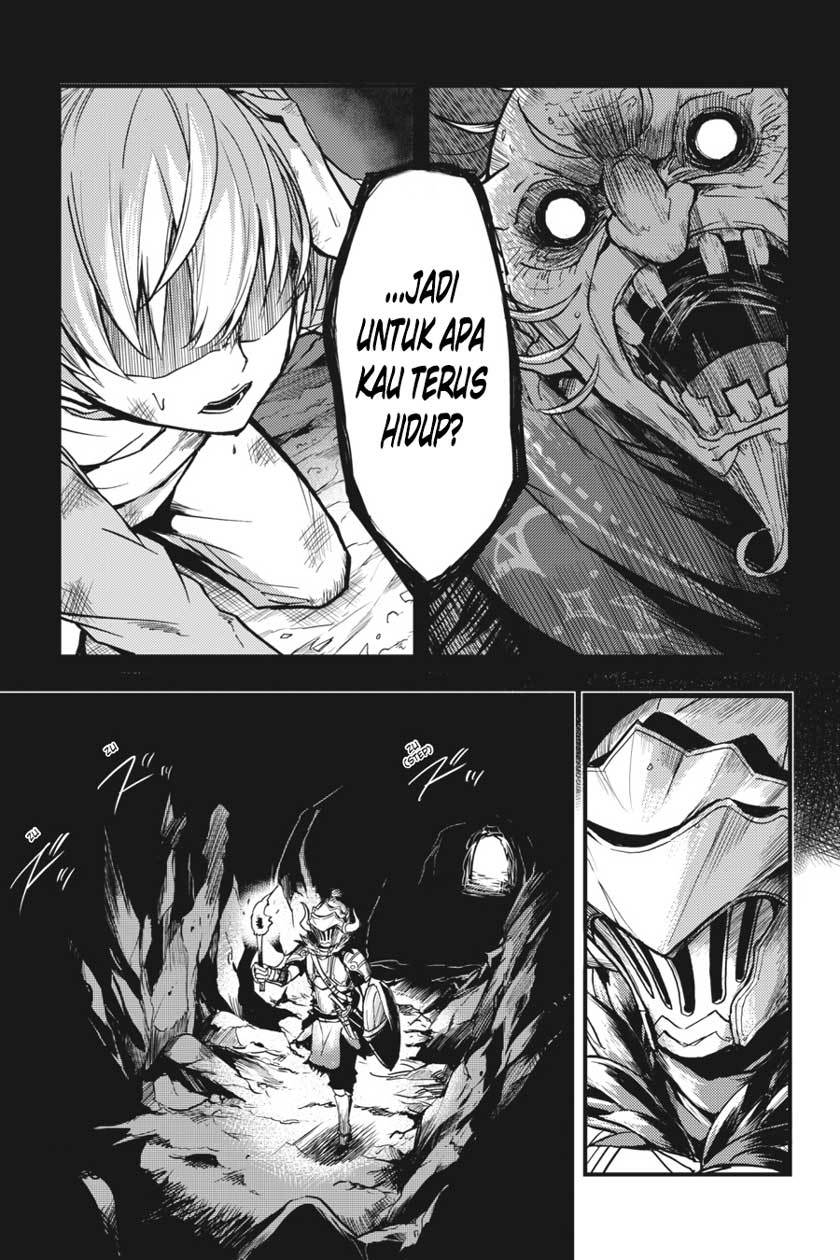 ...JADI
UNTUK APA
KAU TERUS
HIDUP?
ZU
(STEP)
ズッ
ZU
ズッ
ZU
ズッ